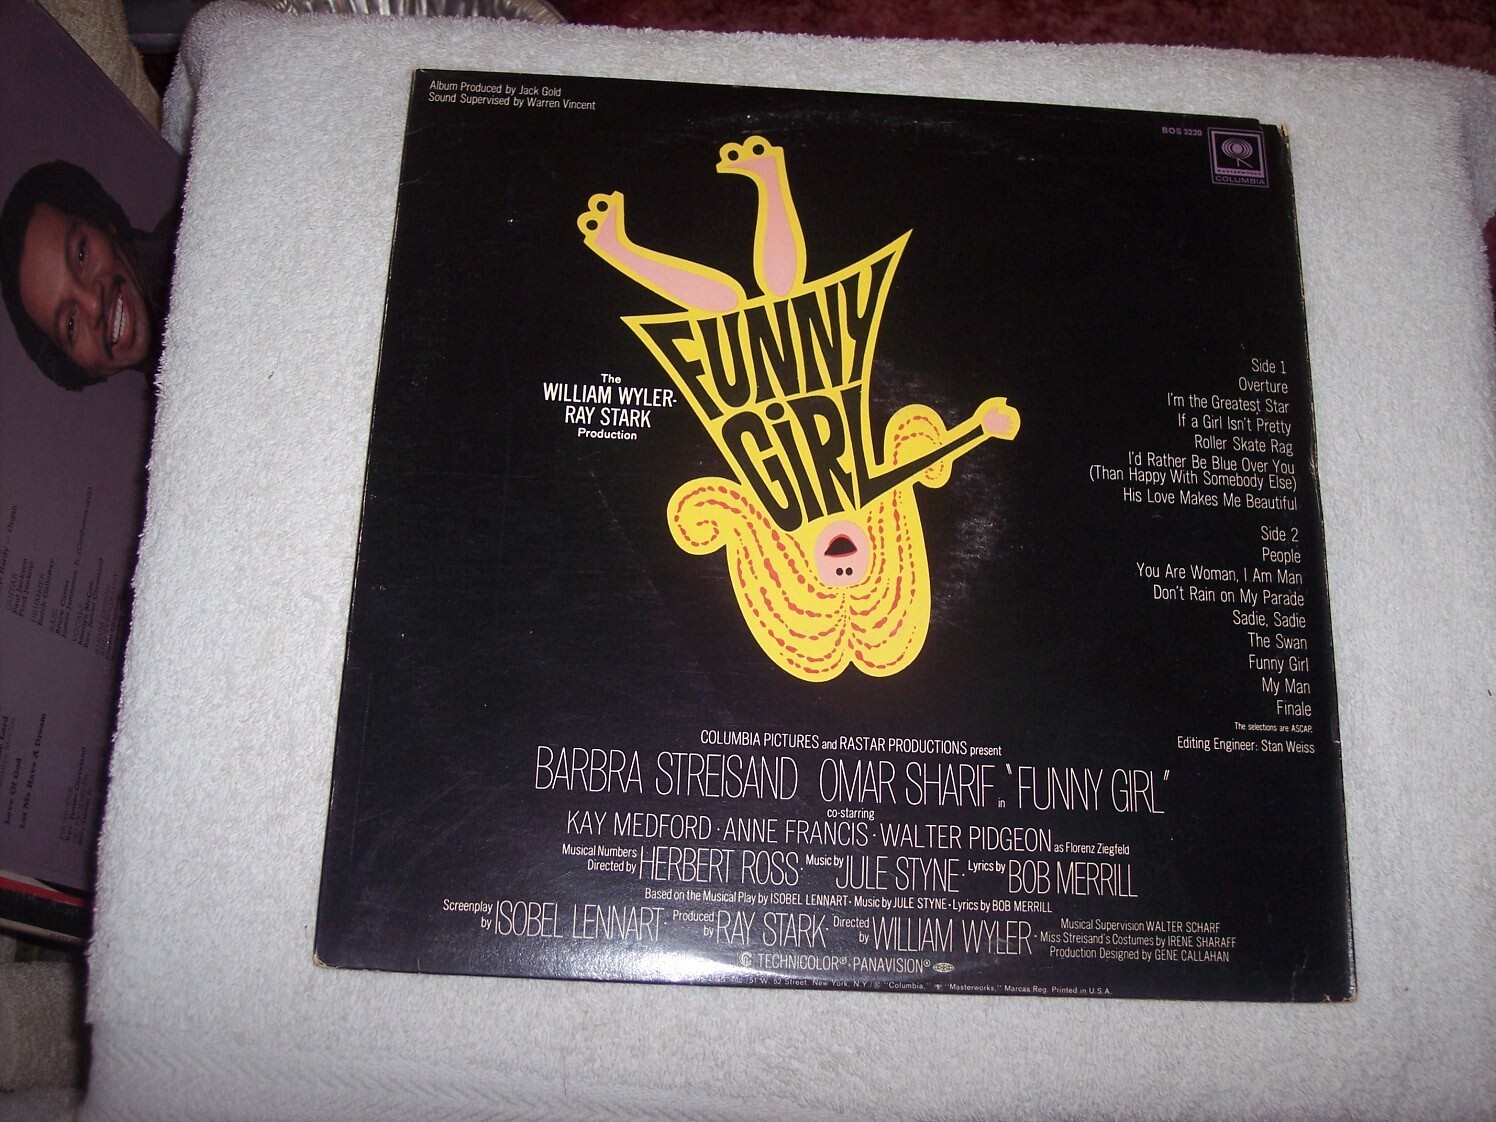 Album Produced by Jack Gold
Sound Supervised by Warren Vincent
BOS 3220
MASTERWORKS
COLUMBIA
FUNNY
GIRL
The
WILLIAM WYLER-
RAY STARK
Production
Side 1
Overture
I'm the Greatest Star
If a Girl Isn't Pretty
Roller Skate Rag
I'd Rather Be Blue Over You
(Than Happy With Somebody Else)
His Love Makes Me Beautiful
Side 2
People
You Are Woman, I Am Man
Don't Rain on My Parade
Sadie, Sadie
The Swan
Funny Girl
My Man
Finale
The selections are ASCAP.
Editing Engineer: Stan Weiss
COLUMBIA PICTURES and RASTAR PRODUCTIONS present
BARBRA STREISAND OMAR SHARIF in "FUNNY GIRL"
co-starring
KAY MEDFORD · ANNE FRANCIS · WALTER PIDGEON as Florenz Ziegfeld
Musical Numbers Directed by HERBERT ROSS · Music by JULE STYNE · Lyrics by BOB MERRILL
Based on the Musical Play by ISOBEL LENNART · Music by JULE STYNE · Lyrics by BOB MERRILL
Screenplay by ISOBEL LENNART · Produced by RAY STARK · Directed by WILLIAM WYLER ·
Musical Supervision WALTER SCHARF
Miss Streisand's Costumes by IRENE SHARAFF
Production Designed by GENE CALLAHAN
TECHNICOLOR® · PANAVISION®
51 W. 52 Street, New York, N.Y./® "Columbia," "Masterworks," Marcas Reg. Printed in U.S.A.
Love Of God
Let Me Have A Dream